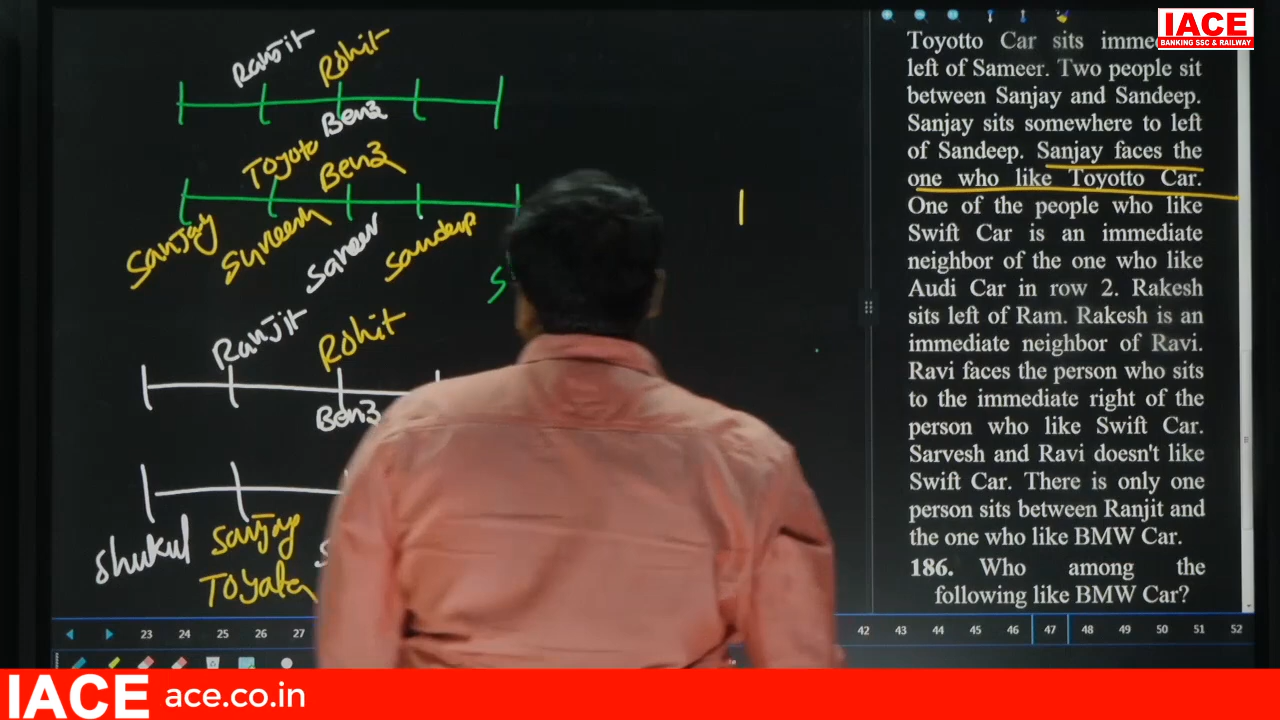 IACE
BANKING SSC & RAILWAY
Toyotto Car sits
left of Sameer. Two people sit
between Sanjay and Sandeep.
Sanjay sits somewhere to left
of Sandeep. Sanjay faces the
one who like Toyotto Car.
One of the people who like
Swift Car is an immediate
neighbor of the one who like
Audi Car in row 2. Rakesh
sits left of Ram. Rakesh is an
immediate neighbor of Ravi.
Ravi faces the person who sits
to the immediate right of the
person who like Swift Car.
Sarvesh and Ravi doesn't like
Swift Car. There is only one
person sits between Ranjit and
the one who like BMW Car.
186. Who among the
following like BMW Car?
Ranjit Rohit
Benz
Toyota Benz
Sanjay Sameer Sandeep
S
Ranjit Rohit
Benz
Shukul Sanjay
23 24 25 26 27 42 43 44 45 46 47 48 49 50 51 52
IACE ace.co.in